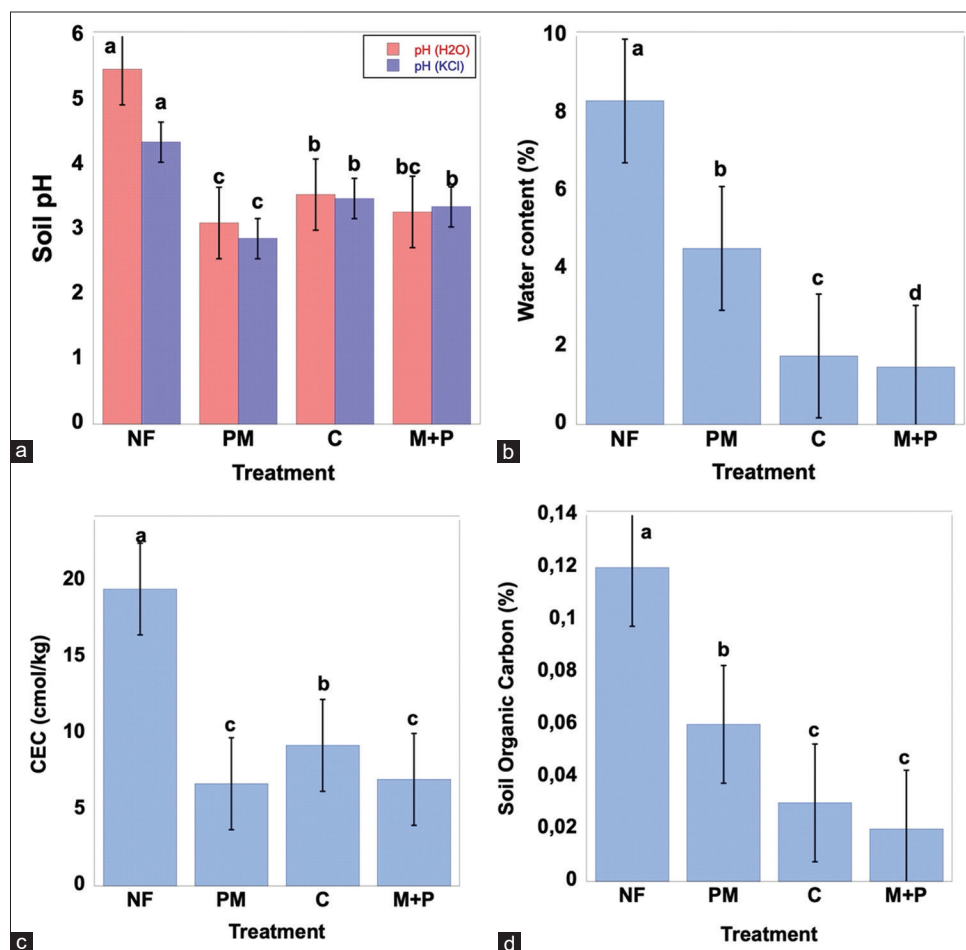 6
5
4
3
2
1
0
Soil pH
pH (H2O)
pH (KCl)
a
a
c
c
b
b
bc
b
NF PM C M+P
Treatment
a
10
8
6
4
2
0
Water content (%)
a
b
c
d
NF PM C M+P
Treatment
b
20
15
10
5
0
CEC (cmol/kg)
a
c
b
c
NF PM C M+P
Treatment
c
0,14
0,12
0,1
0,08
0,06
0,04
0,02
0
Soil Organic Carbon (%)
a
b
c
c
NF PM C M+P
Treatment
d